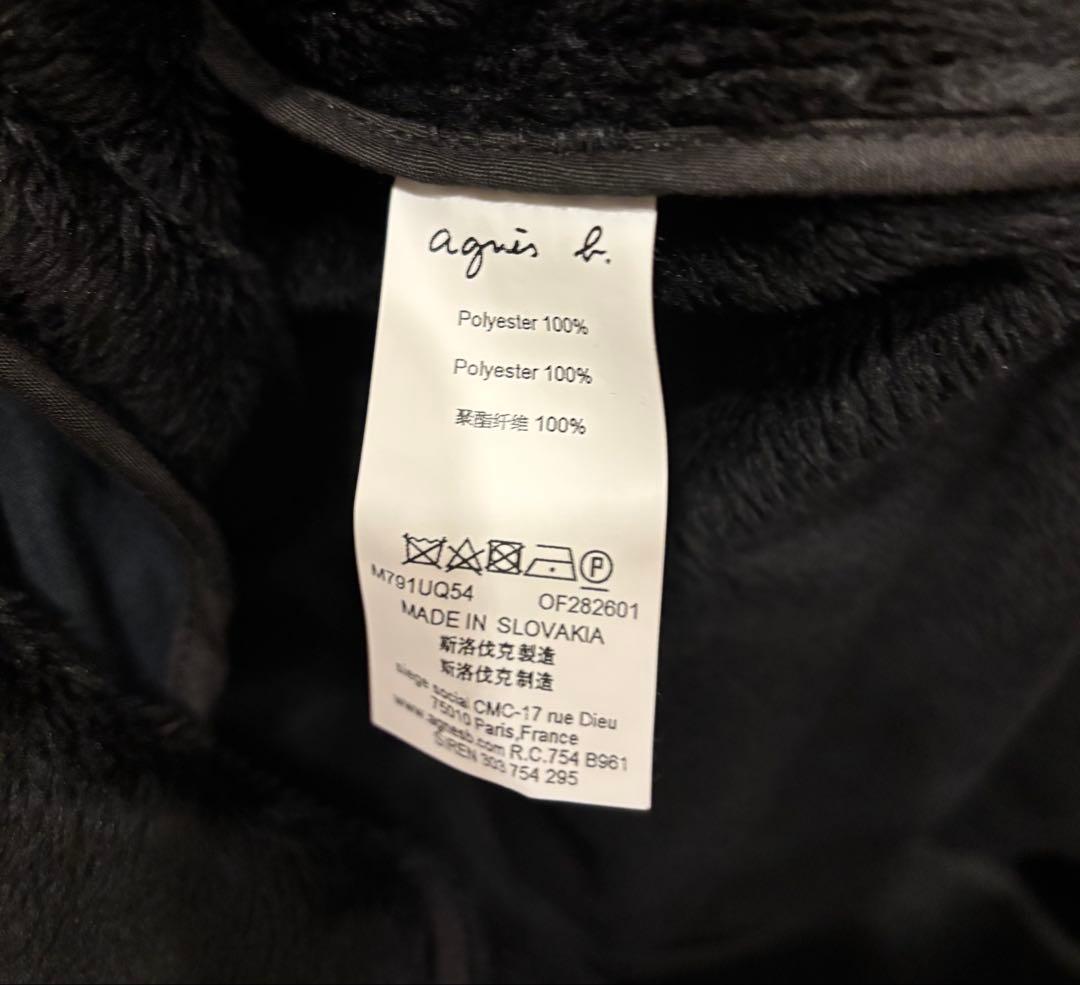 agnès b.
Polyester 100%
Polyester 100%
聚酯纤维 100%
P
M791UQ54 OF282601
MADE IN SLOVAKIA
斯洛伐克製造
斯洛伐克制造
siege social CMC-17 rue Dieu
75010 Paris,France
www.agnesb.com R.C.754 B961
SIREN 303 754 295